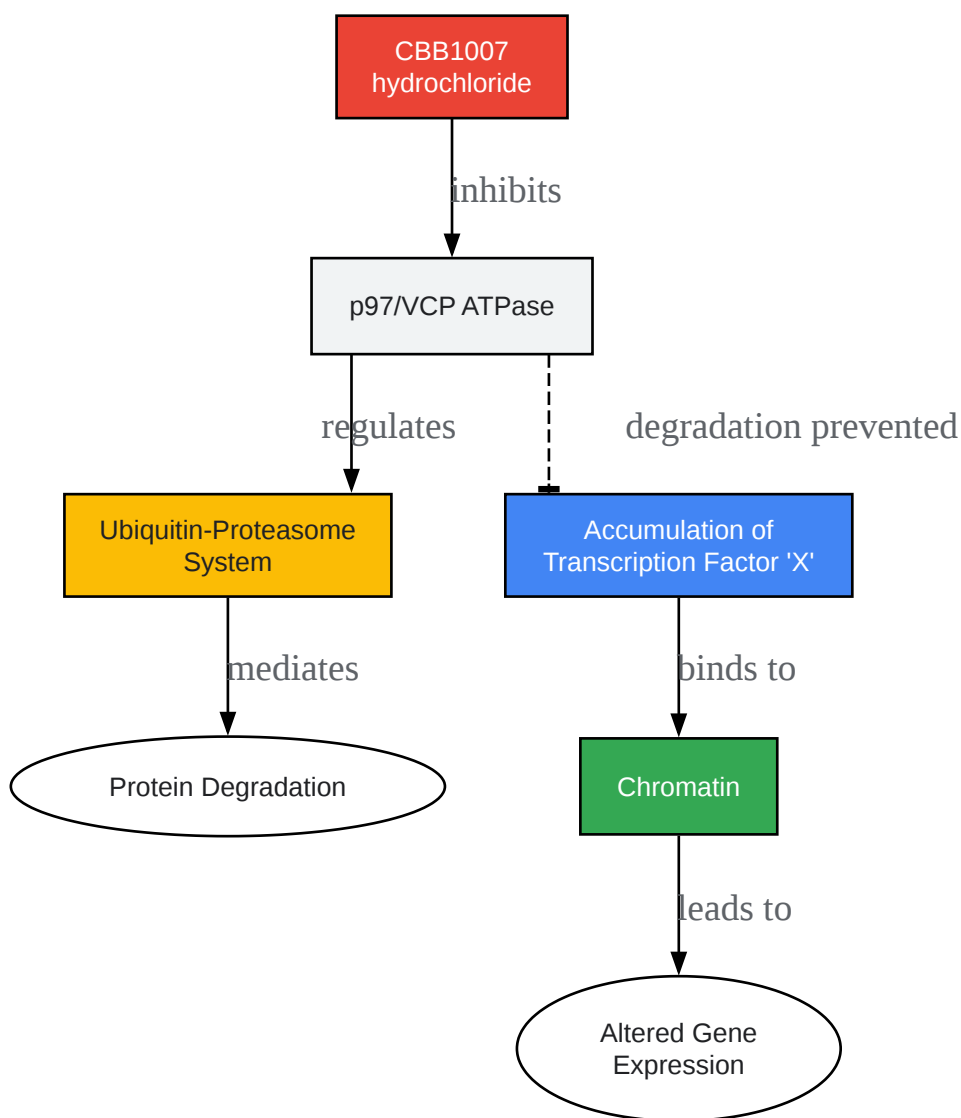 CBB1007
hydrochloride
inhibits
p97/VCP ATPase
regulates
degradation prevented
Ubiquitin-Proteasome
System
Accumulation of
Transcription Factor 'X'
mediates
binds to
Protein Degradation
Chromatin
leads to
Altered Gene
Expression